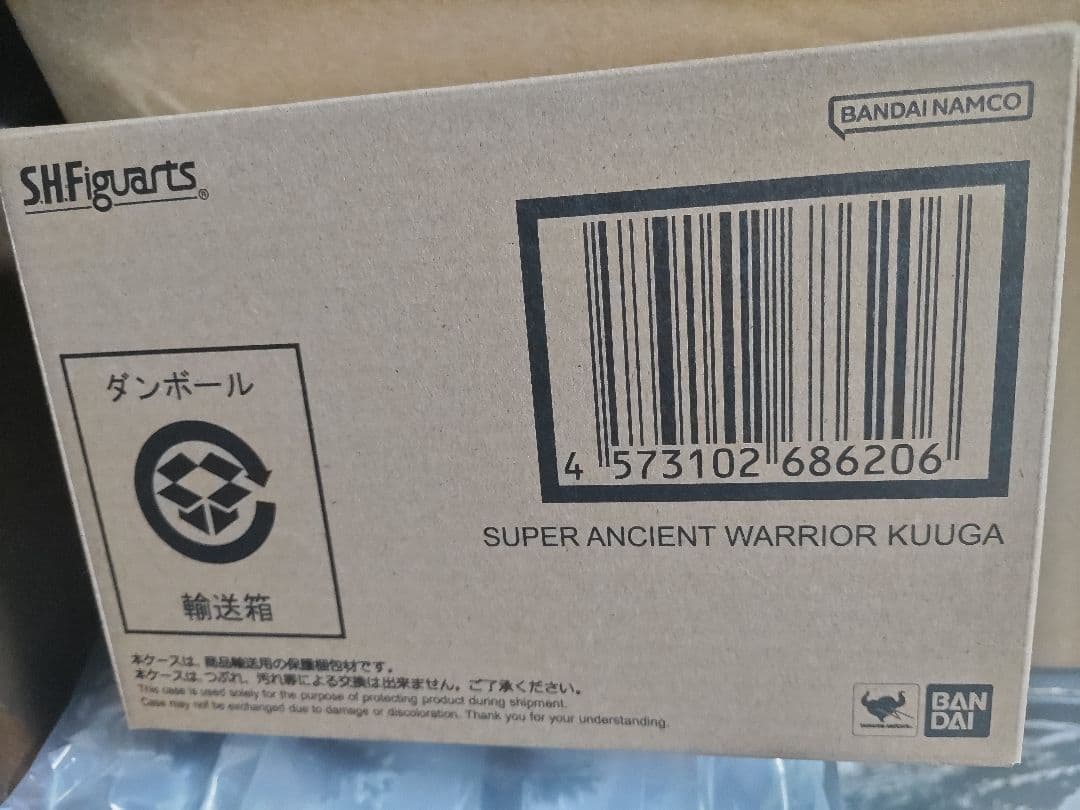 BANDAI NAMCO
S.H.Figuarts®
4 573102 686206
SUPER ANCIENT WARRIOR KUUGA
ダンボール
輸送箱
本ケースは、商品輸送用の保護梱包材です。
本ケースは、つぶれ、汚れ等による交換は出来ません。ご了承ください。
This case is used solely for the purpose of protecting product during shipment.
Case may not be exchanged due to damage or discoloration. Thank you for your understanding.
BAN
DAI